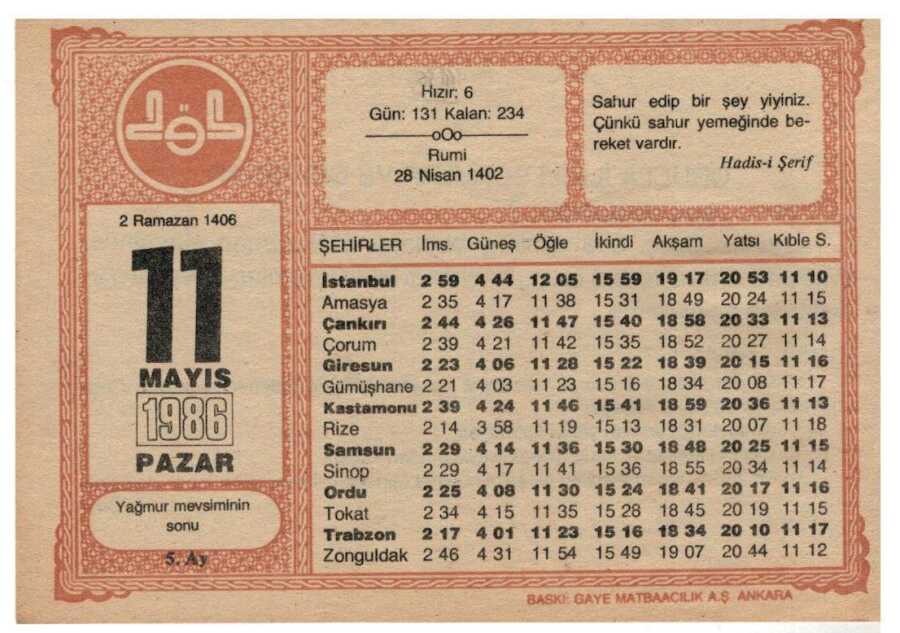 2 Ramazan 1406
11
MAYIS
1986
PAZAR
Yağmur mevsiminin
sonu
5. Ay
Hızır: 6
Gün: 131 Kalan: 234
oOo
Rumi
28 Nisan 1402
Sahur edip bir şey yiyiniz.
Çünkü sahur yemeğinde be-
reket vardır.
Hadis-i Şerif
ŞEHİRLER İms. Güneş Öğle İkindi Akşam Yatsı Kıble S.
İstanbul 2 59 4 44 12 05 15 59 19 17 20 53 11 10
Amasya 2 35 4 17 11 38 15 31 18 49 20 24 11 15
Çankırı 2 44 4 26 11 47 15 40 18 58 20 33 11 13
Çorum 2 39 4 21 11 42 15 35 18 52 20 27 11 14
Giresun 2 23 4 06 11 28 15 22 18 39 20 15 11 16
Gümüşhane 2 21 4 03 11 23 15 16 18 34 20 08 11 17
Kastamonu 2 39 4 24 11 46 15 41 18 59 20 36 11 13
Rize 2 14 3 58 11 19 15 13 18 31 20 07 11 18
Samsun 2 29 4 14 11 36 15 30 18 48 20 25 11 15
Sinop 2 29 4 17 11 41 15 36 18 55 20 34 11 14
Ordu 2 25 4 08 11 30 15 24 18 41 20 17 11 16
Tokat 2 34 4 15 11 35 15 28 18 45 20 19 11 15
Trabzon 2 17 4 01 11 23 15 16 18 34 20 10 11 17
Zonguldak 2 46 4 31 11 54 15 49 19 07 20 44 11 12
BASKI: GAYE MATBAACILIK A.Ş. ANKARA